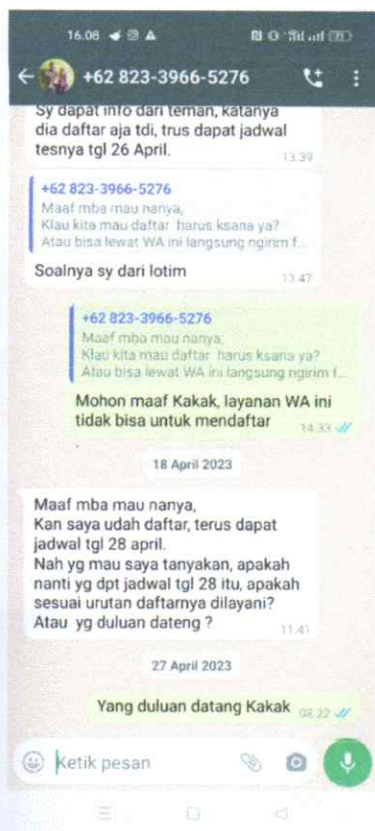 16.08
+62 823-3966-5276
Sy dapat info dari teman, katanya
dia daftar aja tdi, trus dapat jadwal
tesnya tgl 26 April.
13.39
+62 823-3966-5276
Maaf mba mau nanya,
Klau kita mau daftar harus ksana ya?
Atau bisa lewat WA ini langsung ngirim f...
Soalnya sy dari lotim
13.47
+62 823-3966-5276
Maaf mba mau nanya,
Klau kita mau daftar harus ksana ya?
Atau bisa lewat WA ini langsung ngirim f...
Mohon maaf Kakak, layanan WA ini
tidak bisa untuk mendaftar
14.33
18 April 2023
Maaf mba mau nanya,
Kan saya udah daftar, terus dapat
jadwal tgl 28 april.
Nah yg mau saya tanyakan, apakah
nanti yg dpt jadwal tgl 28 itu, apakah
sesuai urutan daftarnya dilayani?
Atau yg duluan dateng ?
11.41
27 April 2023
Yang duluan datang Kakak
08.22
Ketik pesan